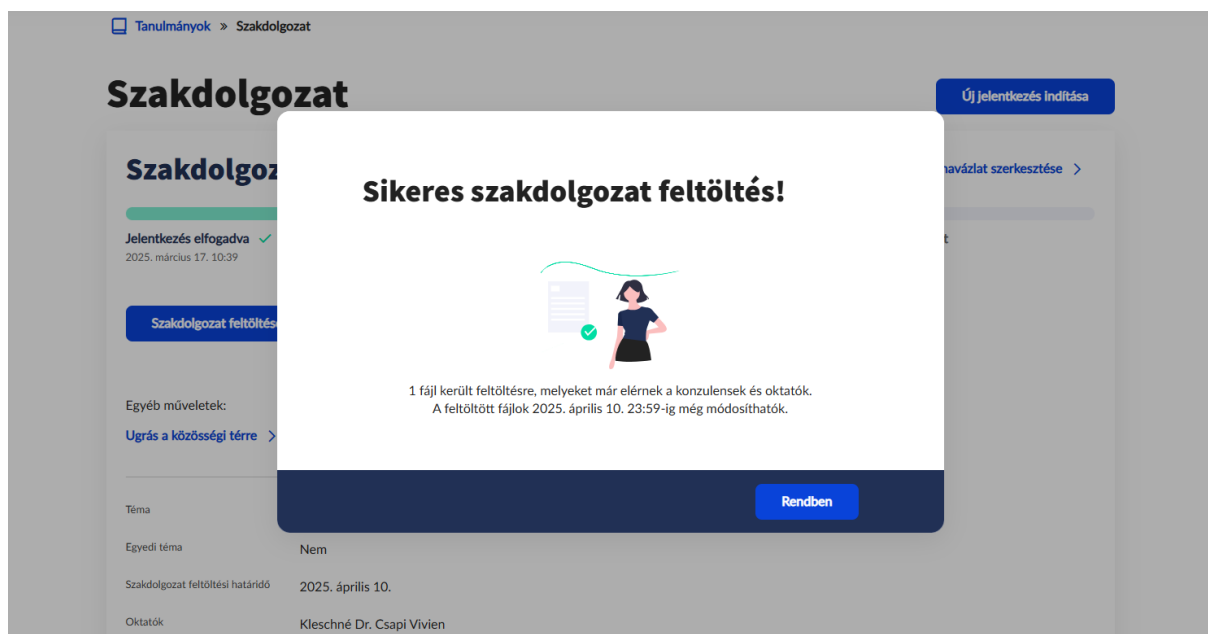 Tanulmányok » Szakdolgozat
Szakdolgozat
Új jelentkezés indítása
Szakdolgoz
navázlat szerkesztése >
Sikeres szakdolgozat feltöltés!
Jelentkezés elfogadva ✓
t
2025. március 17. 10:39
Szakdolgozat feltöltés
1 fájl került feltöltésre, melyeket már elérnek a konzulensek és oktatók.
A feltöltött fájlok 2025. április 10. 23:59-ig még módosíthatók.
Egyéb műveletek:
Ugrás a közösségi térre >
Rendben
Téma
Egyedi téma Nem
Szakdolgozat feltöltési határidő 2025. április 10.
Oktatók Kleschné Dr. Csapi Vivien